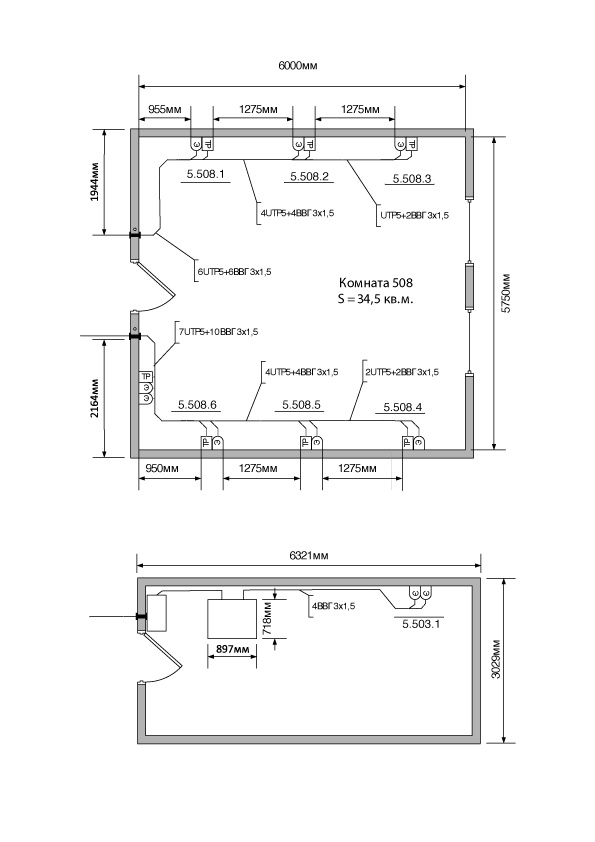 6000мм
955мм
1275мм
1275мм
Э ТР
Э ТР
Э ТР
5.508.1
5.508.2
5.508.3
1944мм
4UTP5+4ВВГ3х1,5
UTP5+2ВВГ3х1,5
6UTP5+6ВВГ3х1,5
Комната 508
S = 34,5 кв.м.
5750мм
7UTP5+10ВВГ3х1,5
4UTP5+4ВВГ3х1,5
2UTP5+2ВВГ3х1,5
ТР
Э
Э
2164мм
5.508.6
5.508.5
5.508.4
ТР Э
ТР Э
ТР Э
950мм
1275мм
1275мм
6321мм
Э Э
4ВВГ3х1,5
718мм
5.503.1
897мм
3029мм